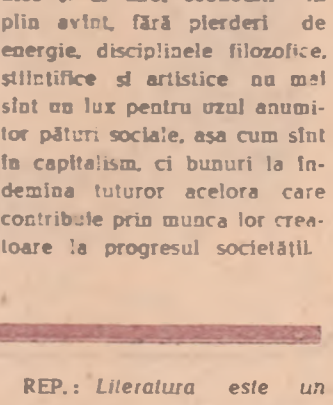 plin avînt, fără pierderi de
energie, disciplinele filozofice,
științifice și artistice nu mai
sînt un lux pentru uzul anumi-
tor pături sociale, așa cum sînt
în capitalism, ci bunuri la în-
demîna tuturor acelora care
contribuie prin munca lor crea-
toare la progresul societății.
REP.: Literatura este un